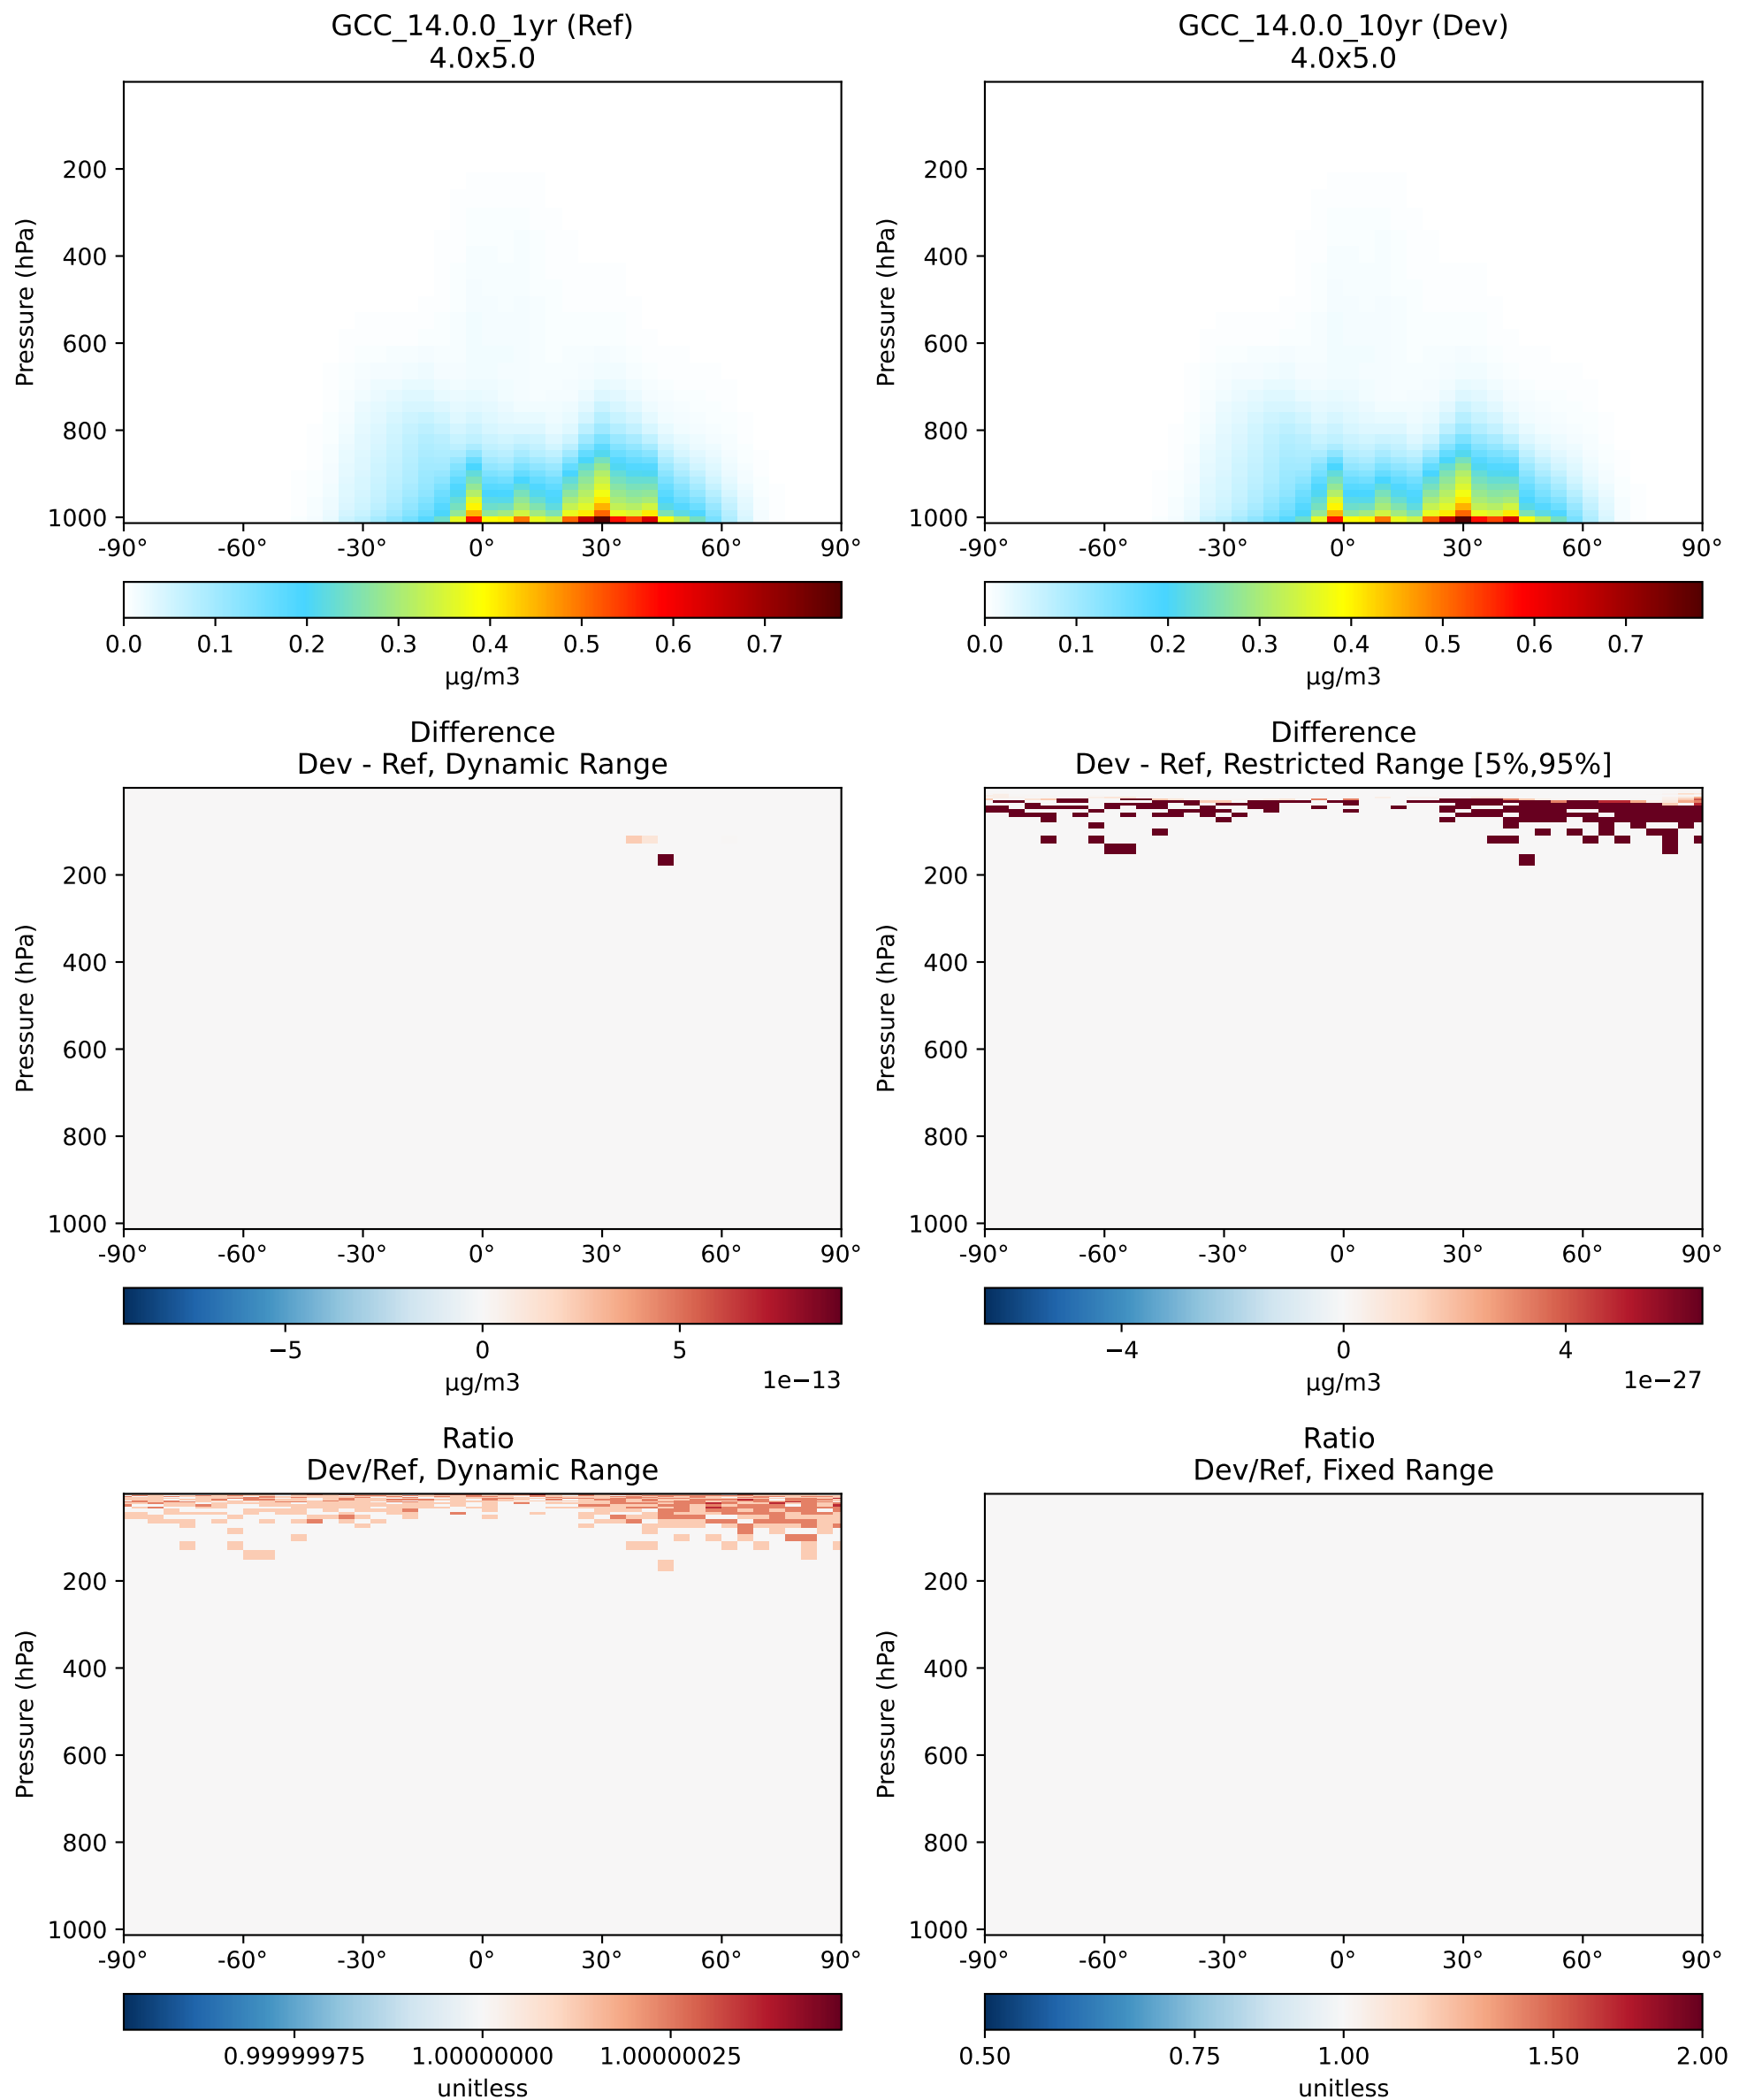 GCC_14.0.0_1yr (Ref)
4.0x5.0
Pressure (hPa)
200
400
600
800
1000
-90° -60° -30° 0° 30° 60° 90°
0.0 0.1 0.2 0.3 0.4 0.5 0.6 0.7
μg/m3
GCC_14.0.0_10yr (Dev)
4.0x5.0
Pressure (hPa)
200
400
600
800
1000
-90° -60° -30° 0° 30° 60° 90°
0.0 0.1 0.2 0.3 0.4 0.5 0.6 0.7
μg/m3
Difference
Dev - Ref, Dynamic Range
Pressure (hPa)
200
400
600
800
1000
-90° -60° -30° 0° 30° 60° 90°
−5 0 5
μg/m3
1e−13
Difference
Dev - Ref, Restricted Range [5%,95%]
Pressure (hPa)
200
400
600
800
1000
-90° -60° -30° 0° 30° 60° 90°
−4 0 4
μg/m3
1e−27
Ratio
Dev/Ref, Dynamic Range
Pressure (hPa)
200
400
600
800
1000
-90° -60° -30° 0° 30° 60° 90°
0.99999975 1.00000000 1.00000025
unitless
Ratio
Dev/Ref, Fixed Range
Pressure (hPa)
200
400
600
800
1000
-90° -60° -30° 0° 30° 60° 90°
0.50 0.75 1.00 1.50 2.00
unitless